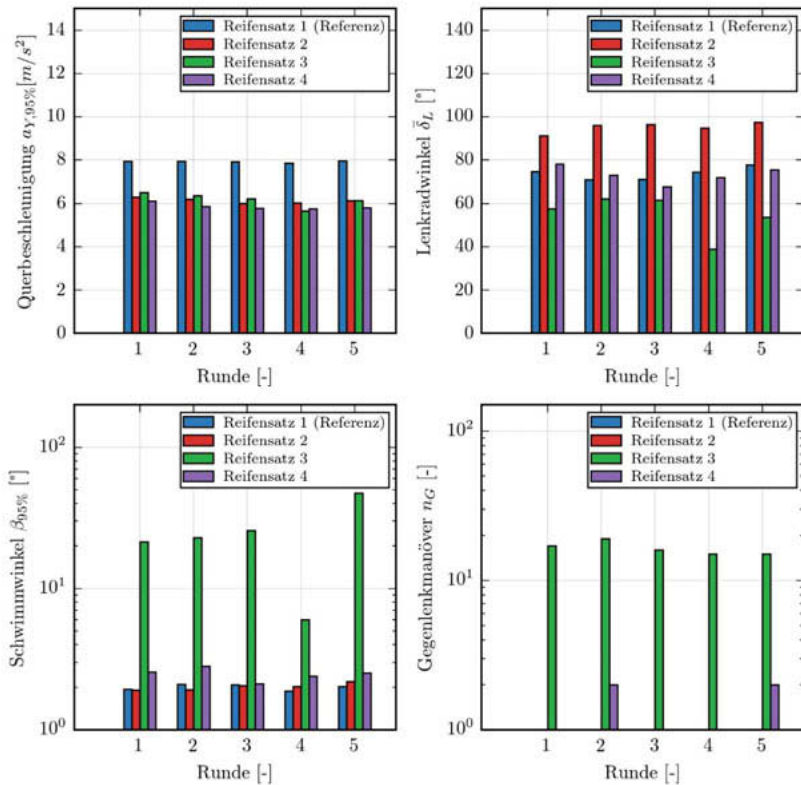 Querbeschleunigung a_{Y,95%}[m/s²]
14
12
10
8
6
4
2
0
Reifensatz 1 (Referenz)
Reifensatz 2
Reifensatz 3
Reifensatz 4
1 2 3 4 5
Runde [-]
Lenkradwinkel δ̄_L [°]
140
120
100
80
60
40
20
0
Reifensatz 1 (Referenz)
Reifensatz 2
Reifensatz 3
Reifensatz 4
1 2 3 4 5
Runde [-]
Schwimmwinkel β_{95%} [°]
10²
10¹
10⁰
Reifensatz 1 (Referenz)
Reifensatz 2
Reifensatz 3
Reifensatz 4
1 2 3 4 5
Runde [-]
Gegenlenkmanöver n_G [-]
10²
10¹
10⁰
Reifensatz 1 (Referenz)
Reifensatz 2
Reifensatz 3
Reifensatz 4
1 2 3 4 5
Runde [-]